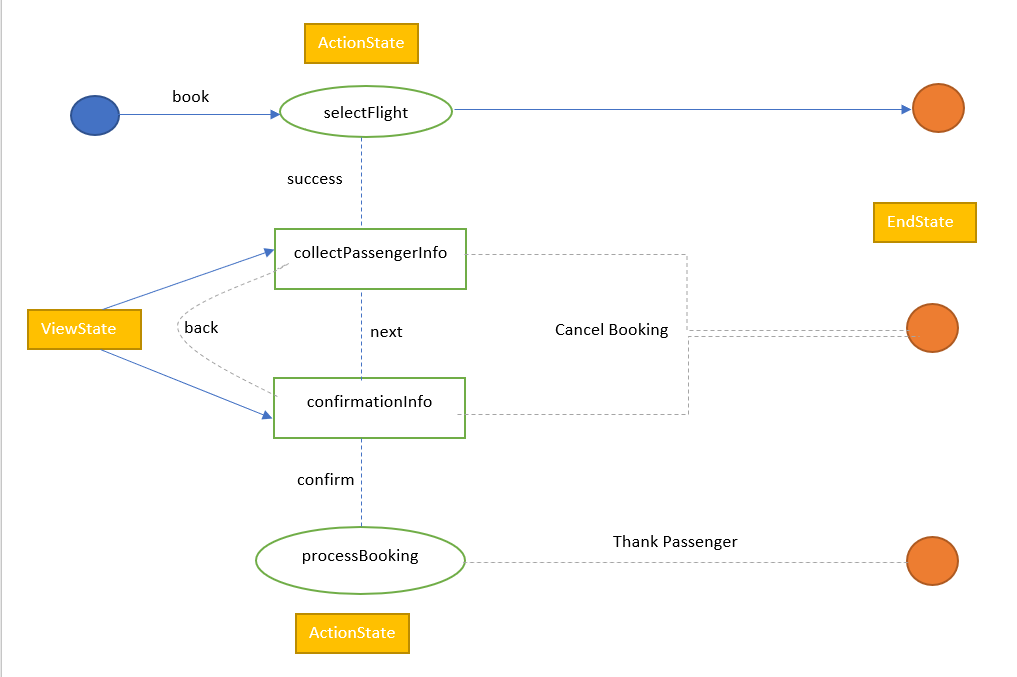 ActionState
book
selectFlight
success
EndState
collectPassengerInfo
ViewState
back
next
Cancel Booking
confirmationInfo
confirm
Thank Passenger
processBooking
ActionState